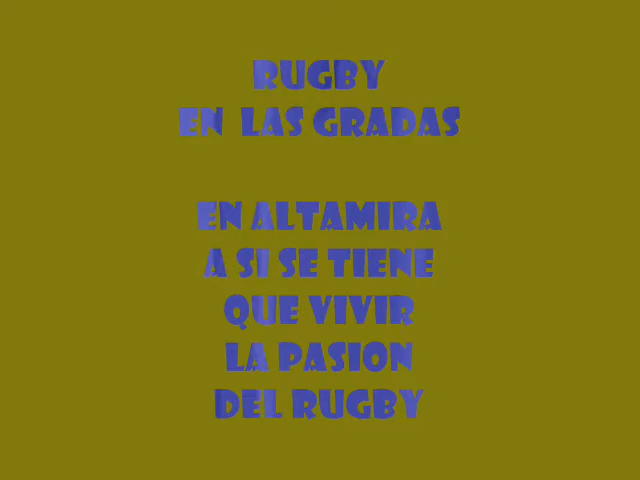 RUGBY
EN LAS GRADAS
EN ALTAMIRA
A SI SE TIENE
QUE VIVIR
LA PASION
DEL RUGBY